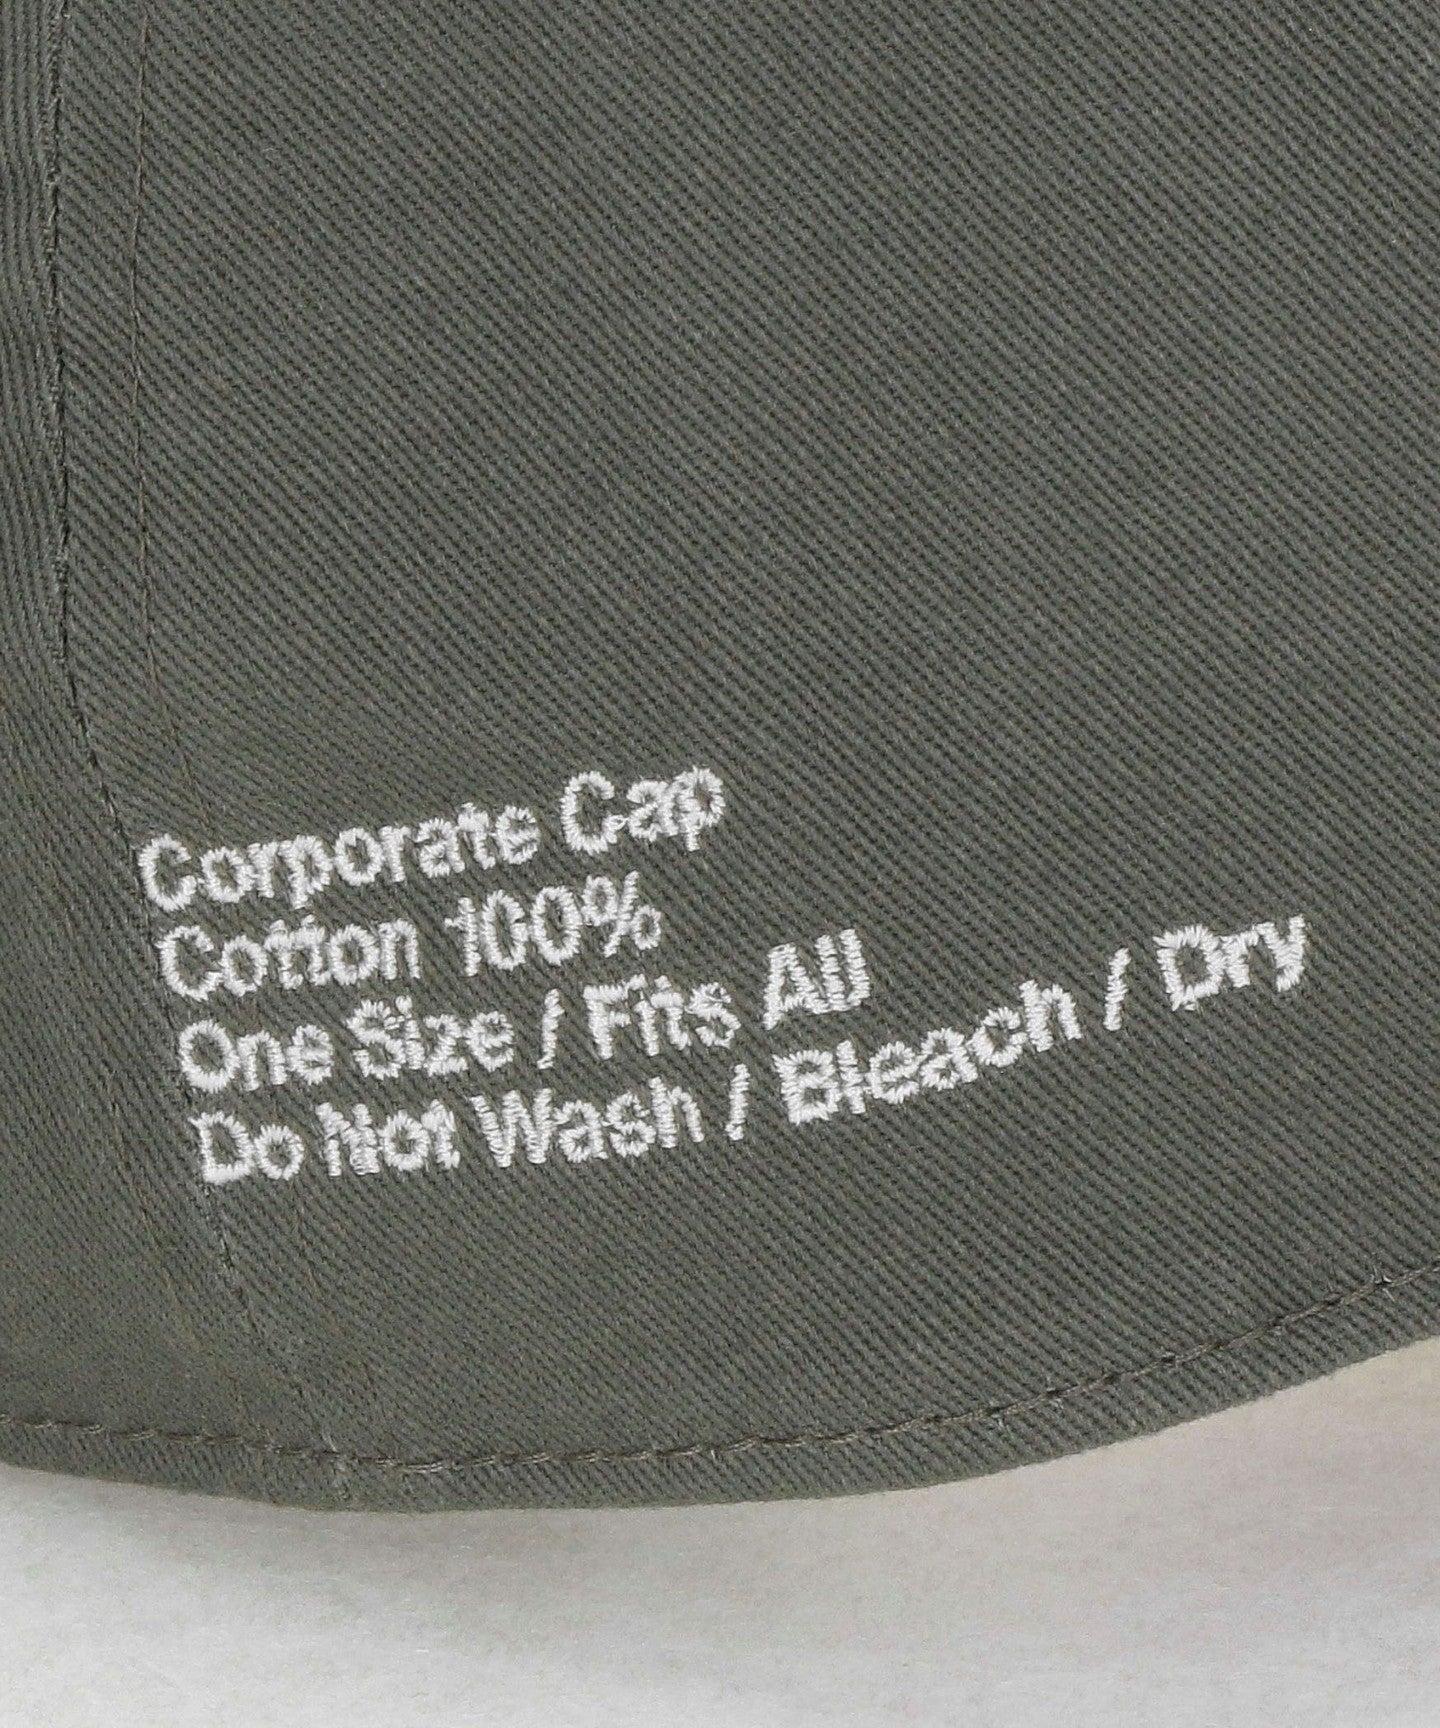 Corporate Cap
Cotton 100%
One Size / Fits All
Do Not Wash / Bleach / Dry